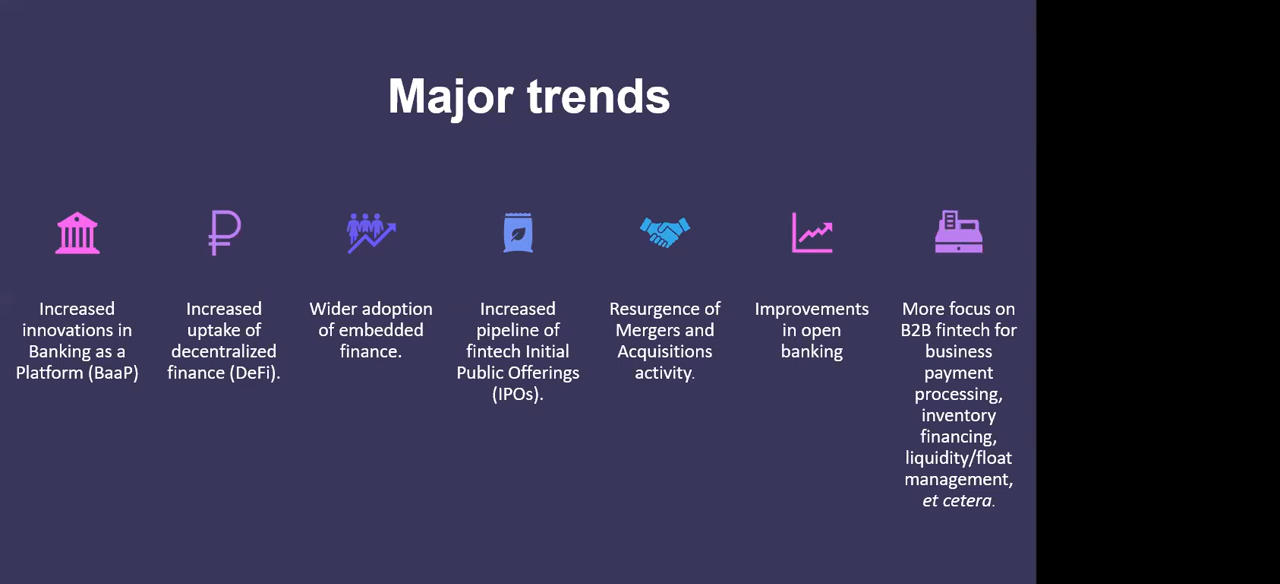 Major trends
Increased
innovations in
Banking as a
Platform (BaaP)
Increased
uptake of
decentralized
finance (DeFi).
Wider adoption
of embedded
finance.
Increased
pipeline of
fintech Initial
Public Offerings
(IPOs).
Resurgence of
Mergers and
Acquisitions
activity.
Improvements
in open
banking
More focus on
B2B fintech for
business
payment
processing,
inventory
financing,
liquidity/float
management,
et cetera.